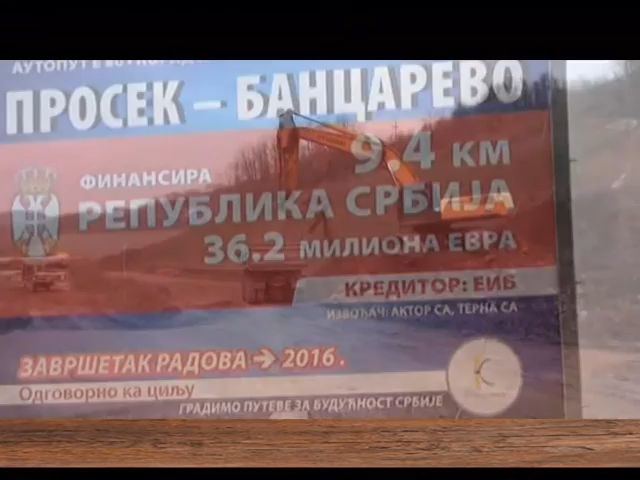 АУТОПУТ Е
ПРОСЕК – БАНЦАРЕВО
9.4 КМ
ФИНАНСИРА
РЕПУБЛИКА СРБИЈА
36.2 МИЛИОНА ЕВРА
КРЕДИТОР: ЕИБ
ИЗВОЂАЧ: АКТОР СА, ТЕРНА СА
ЗАВРШЕТАК РАДОВА → 2016.
Одговорно ка циљу
ГРАДИМО ПУТЕВЕ ЗА БУДУЋНОСТ СРБИЈЕ